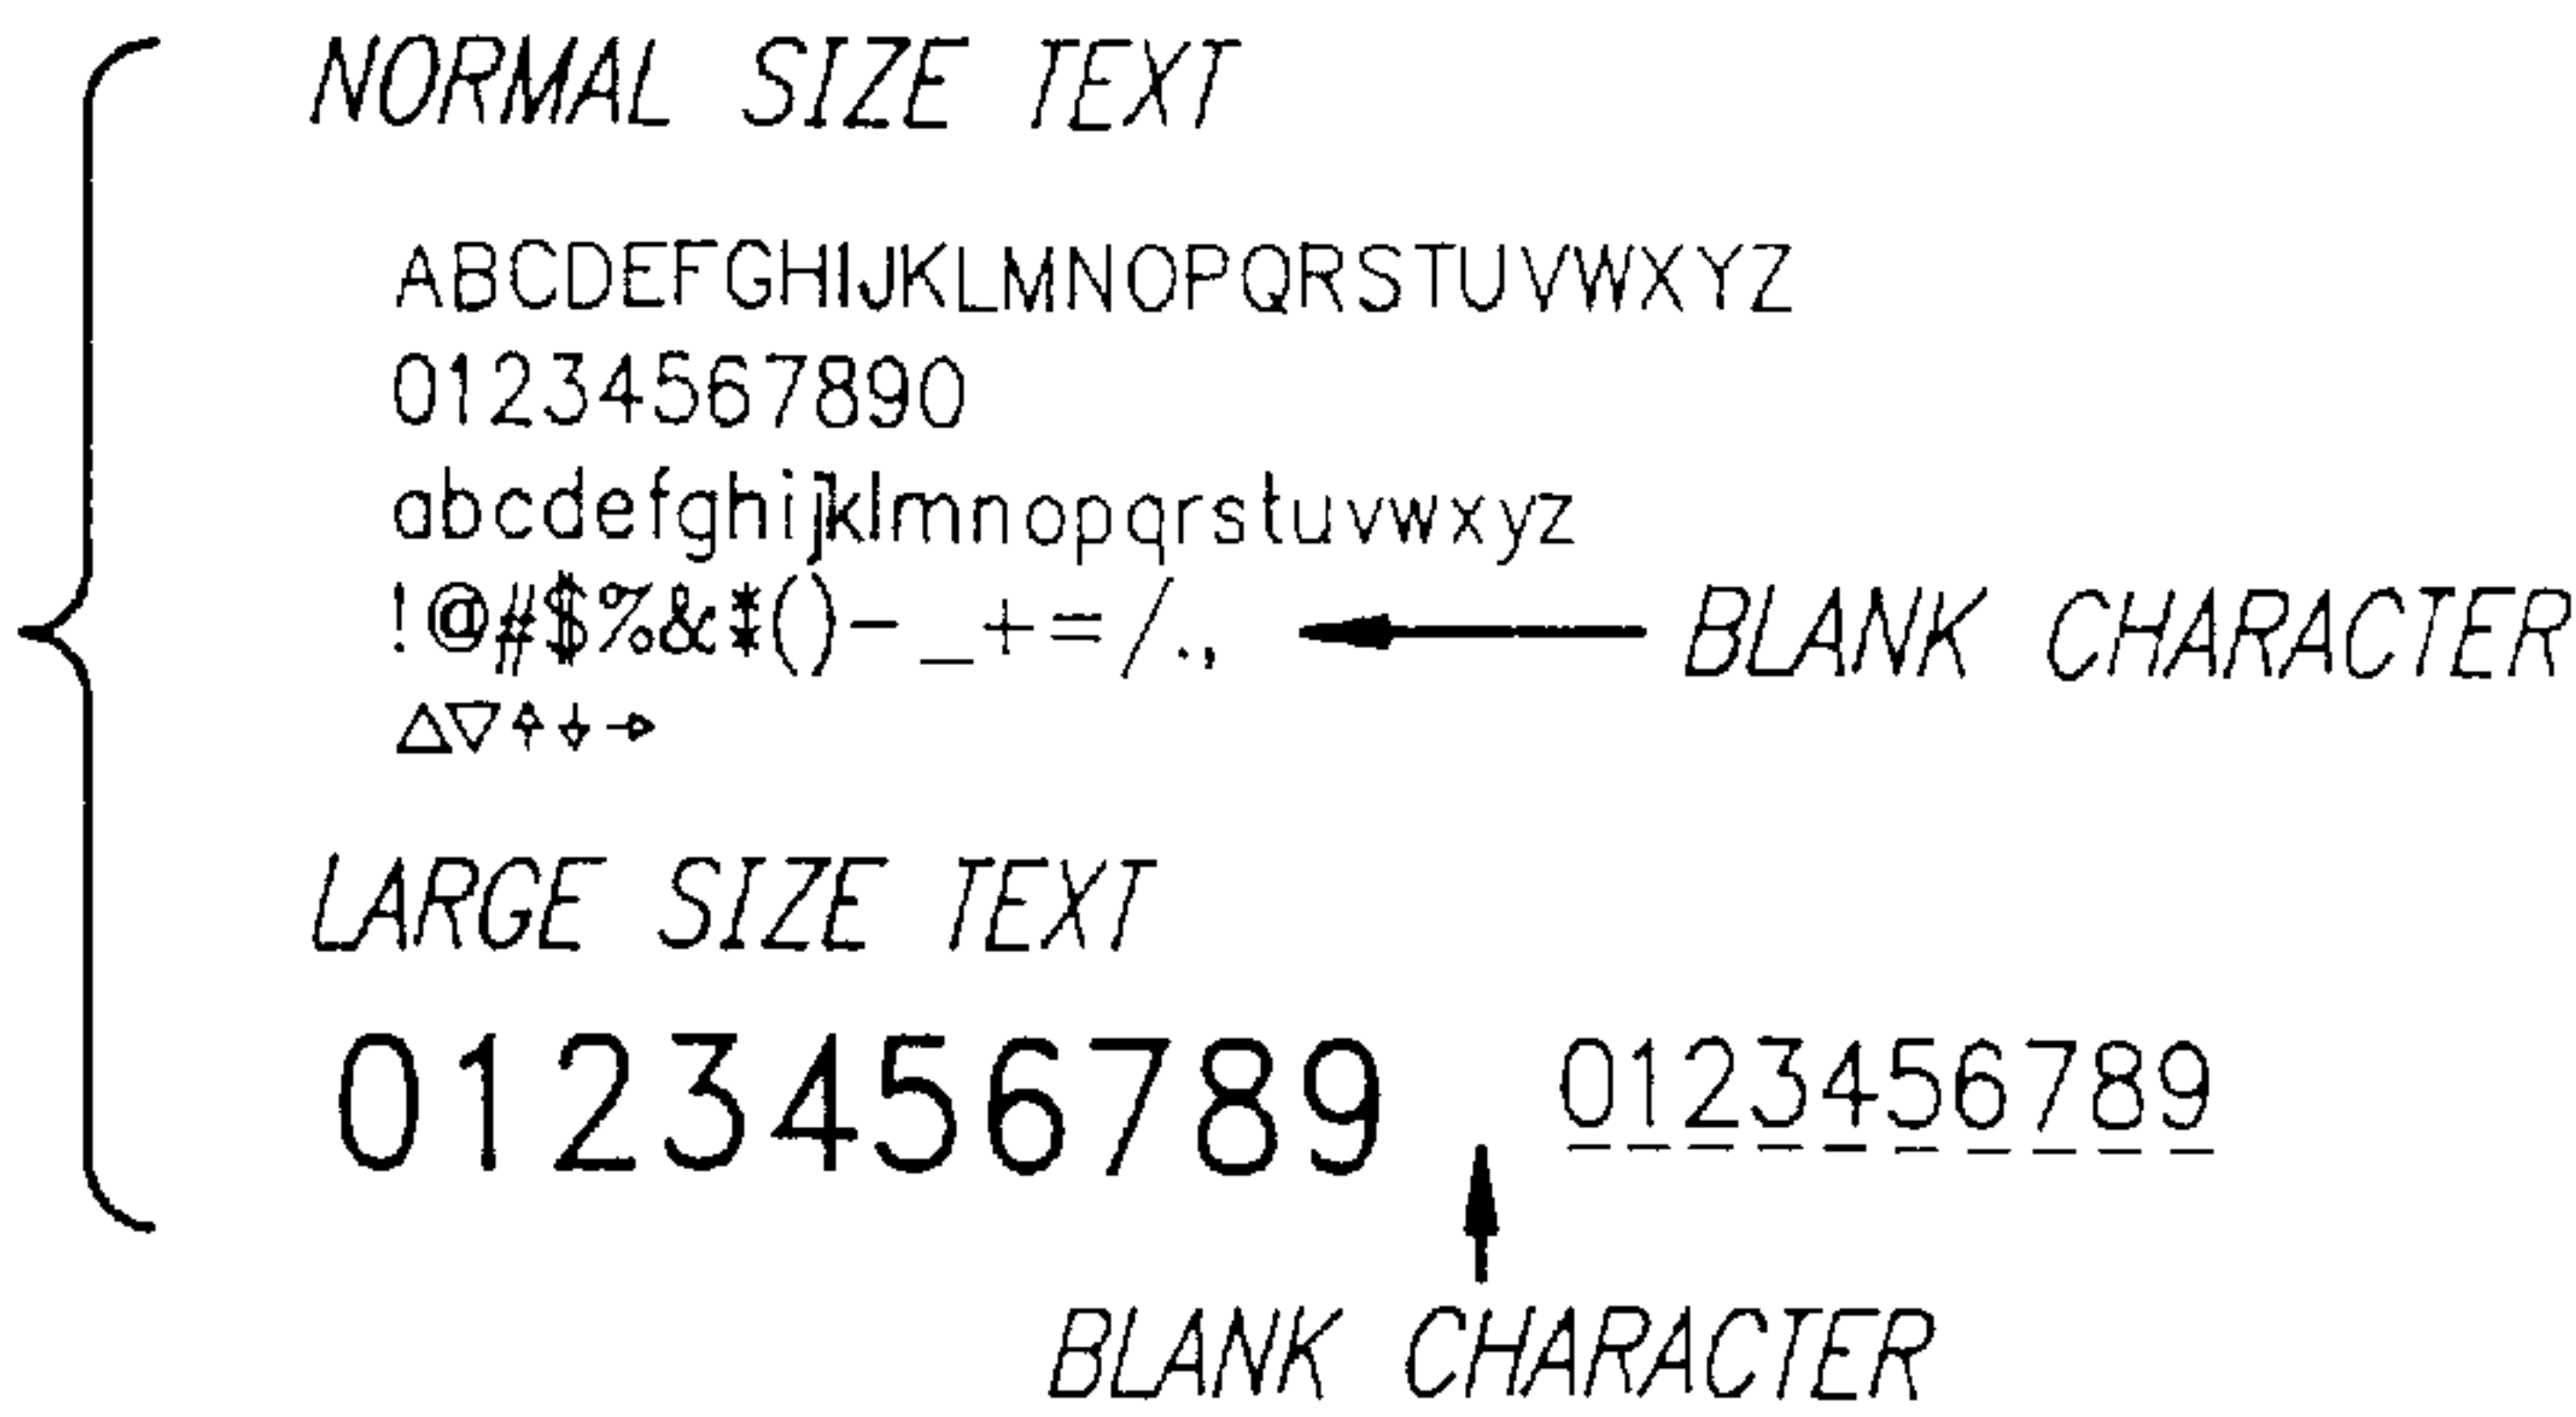 NORMAL SIZE TEXT
ABCDEFGHIJKLMNOPQRSTUVWXYZ
01234567890
abcdefghijklmnopqrstuvwxyz
!@#$%&*()-_+=/., BLANK CHARACTER
△▽↑↓→
LARGE SIZE TEXT
0123456789 0123456789
BLANK CHARACTER